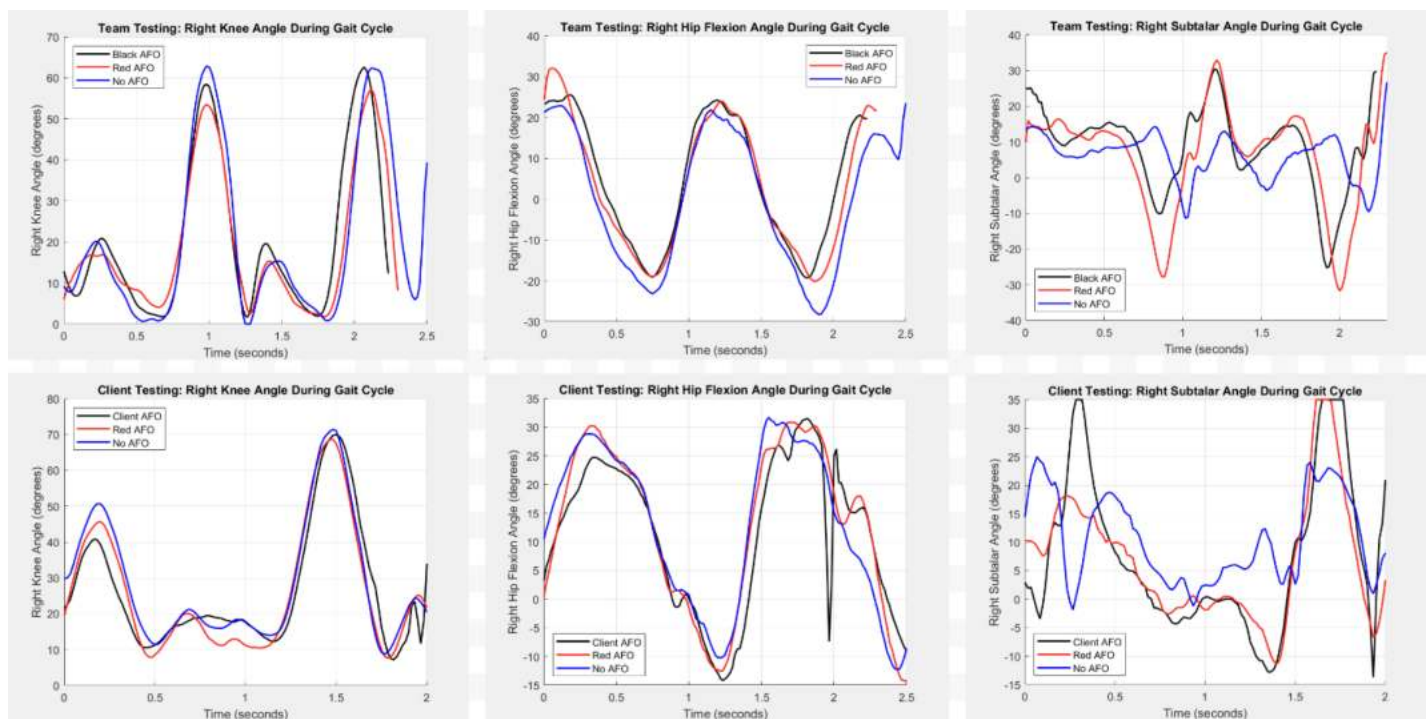 Team Testing: Right Knee Angle During Gait Cycle
70
60
50
40
30
20
10
0
Right Knee Angle (degrees)
Black AFO
Red AFO
No AFO
0 0.5 1 1.5 2 2.5
Time (seconds)
Team Testing: Right Hip Flexion Angle During Gait Cycle
40
30
20
10
0
-10
-20
-30
Right Hip Flexion Angle (degrees)
Black AFO
Red AFO
No AFO
0 0.5 1 1.5 2 2.5
Time (seconds)
Team Testing: Right Subtalar Angle During Gait Cycle
40
30
20
10
0
-10
-20
-30
-40
Right Subtalar Angle (degrees)
Black AFO
Red AFO
No AFO
0 0.5 1 1.5 2
Time (seconds)
Client Testing: Right Knee Angle During Gait Cycle
80
70
60
50
40
30
20
10
0
Right Knee Angle (degrees)
Client AFO
Red AFO
No AFO
0 0.5 1 1.5 2
Time (seconds)
Client Testing: Right Hip Flexion Angle During Gait Cycle
35
30
25
20
15
10
5
0
-5
-10
-15
Right Hip Flexion Angle (degrees)
Client AFO
Red AFO
No AFO
0 0.5 1 1.5 2 2.5
Time (seconds)
Client Testing: Right Subtalar Angle During Gait Cycle
35
30
25
20
15
10
5
0
-5
-10
-15
Right Subtalar Angle (degrees)
Client AFO
Red AFO
No AFO
0 0.5 1 1.5 2
Time (seconds)